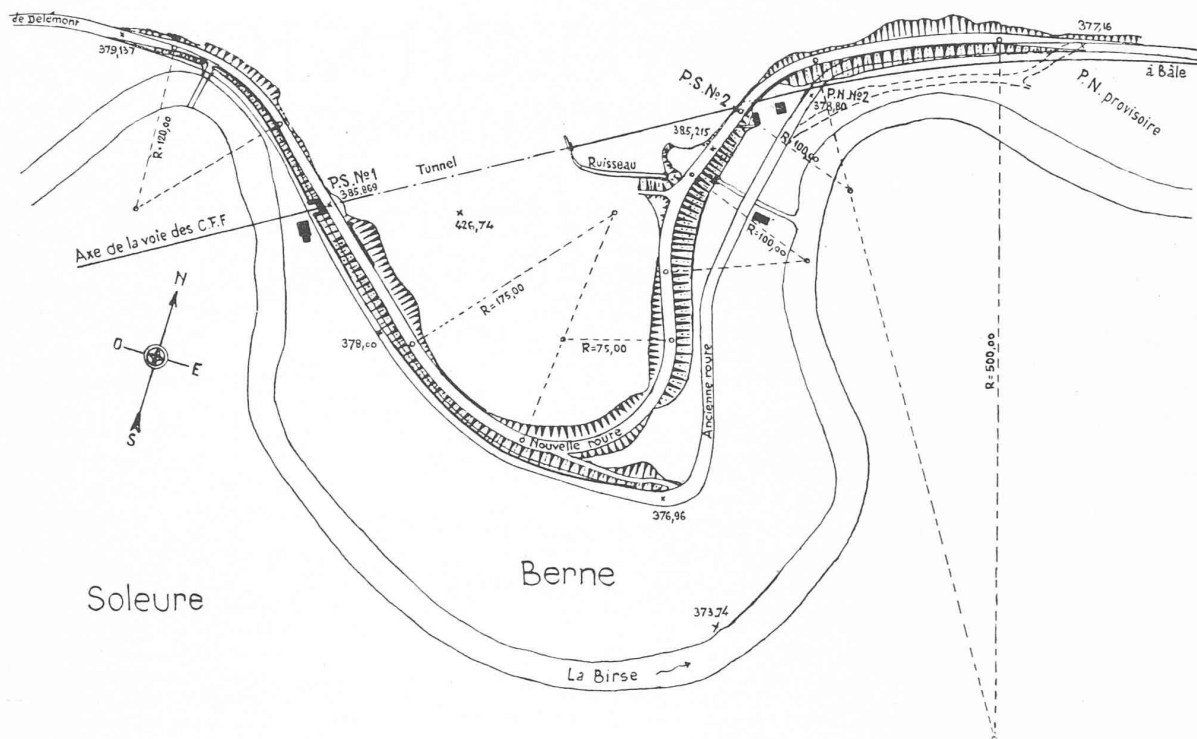 de Delémont
379,137
R=120,00
377,16
à Bâle
P.N. provisoire
P.S. No2
P.N. No2
378,80
385,215
R=100,00
Ruisseau
Tunnel
P.S. No1
385,869
426,74
Axe de la voie des C.F.F
R=100,00
R=175,00
R=75,00
R=500,00
N
O
E
S
378,00
Ancienne route
Nouvelle route
376,96
Berne
Soleure
373,74
La Birse